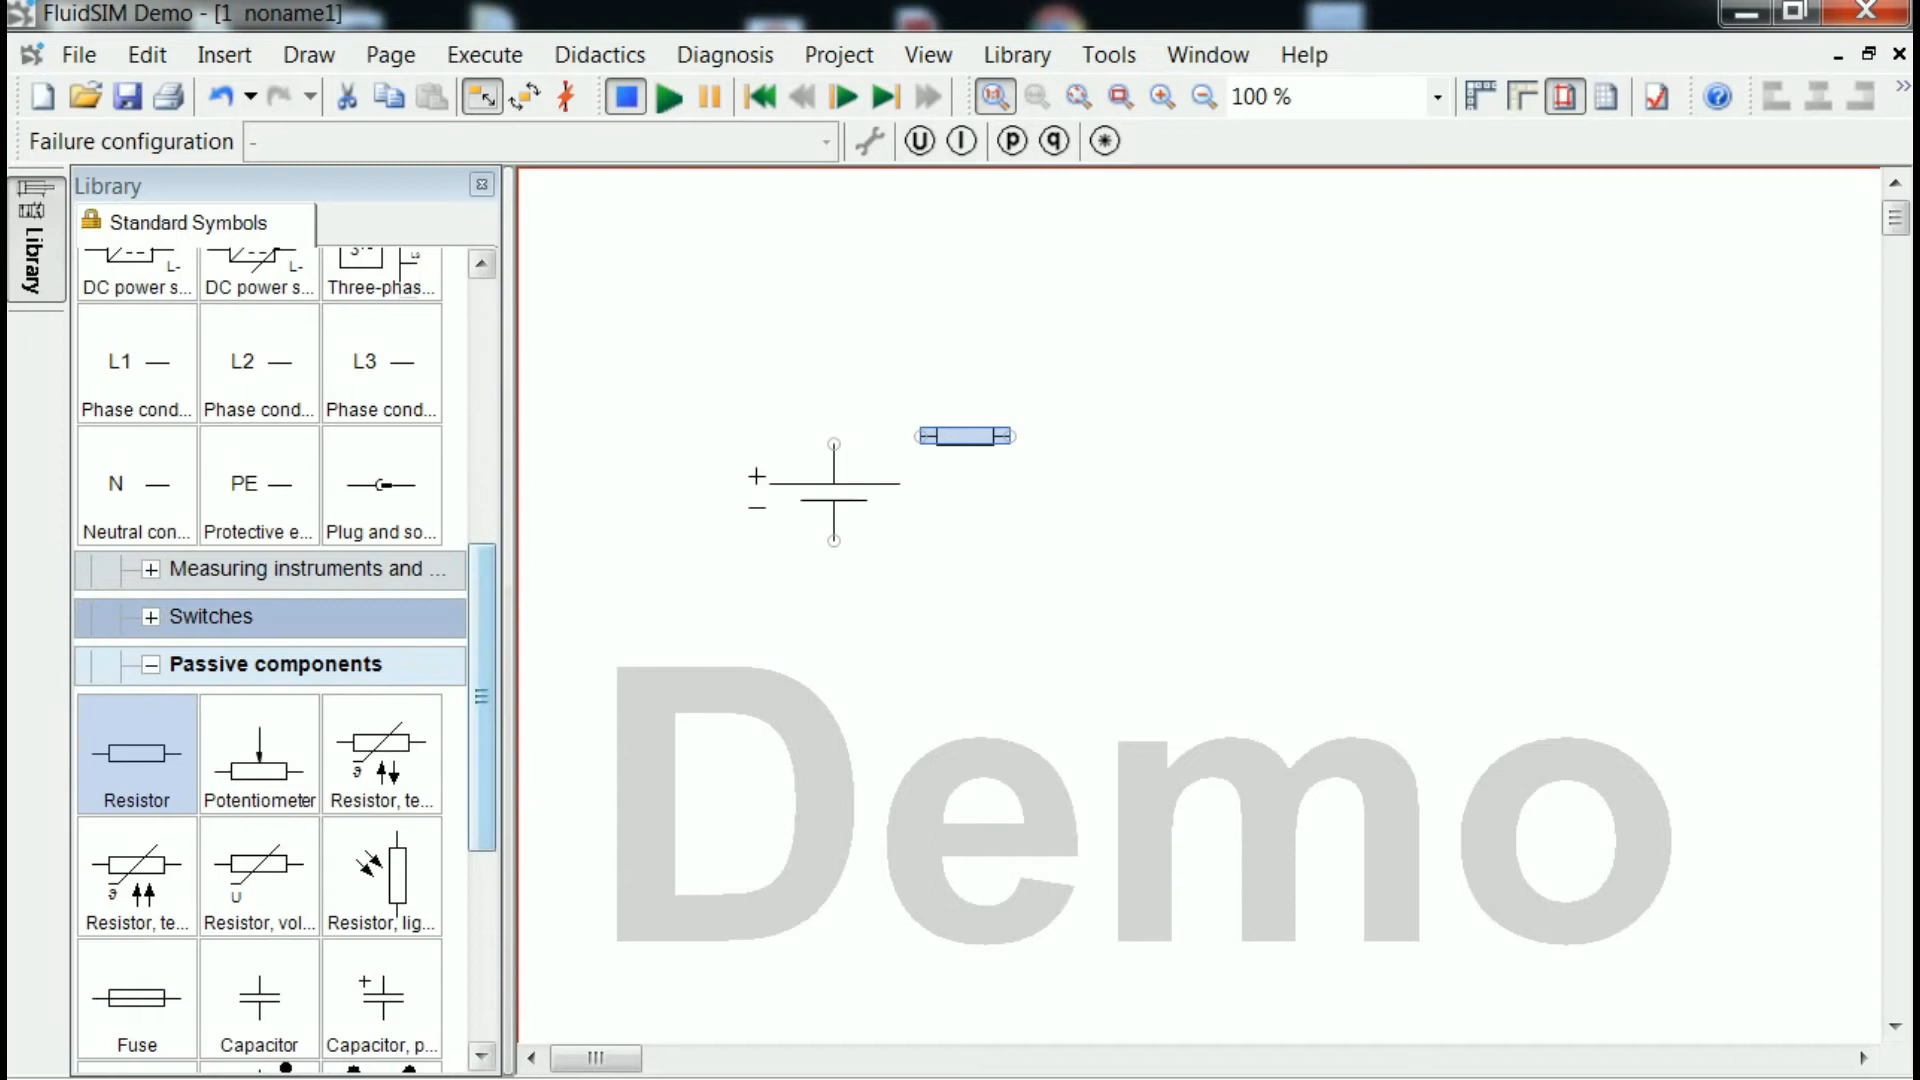 FluidSIM Demo - [1 noname1]
File Edit Insert Draw Page Execute Didactics Diagnosis Project View Library Tools Window Help
100 %
Failure configuration -
U I p q *
Library
Library
Standard Symbols
L- L- 3~
DC power s... DC power s... Three-phas...
L1 L2 L3
Phase cond... Phase cond... Phase cond...
N PE
Neutral con... Protective e... Plug and so...
Measuring instruments and ...
Switches
Passive components
ϑ
Resistor Potentiometer Resistor, te...
ϑ U
Resistor, te... Resistor, vol... Resistor, lig...
+
Fuse Capacitor Capacitor, p...
+
−
Demo